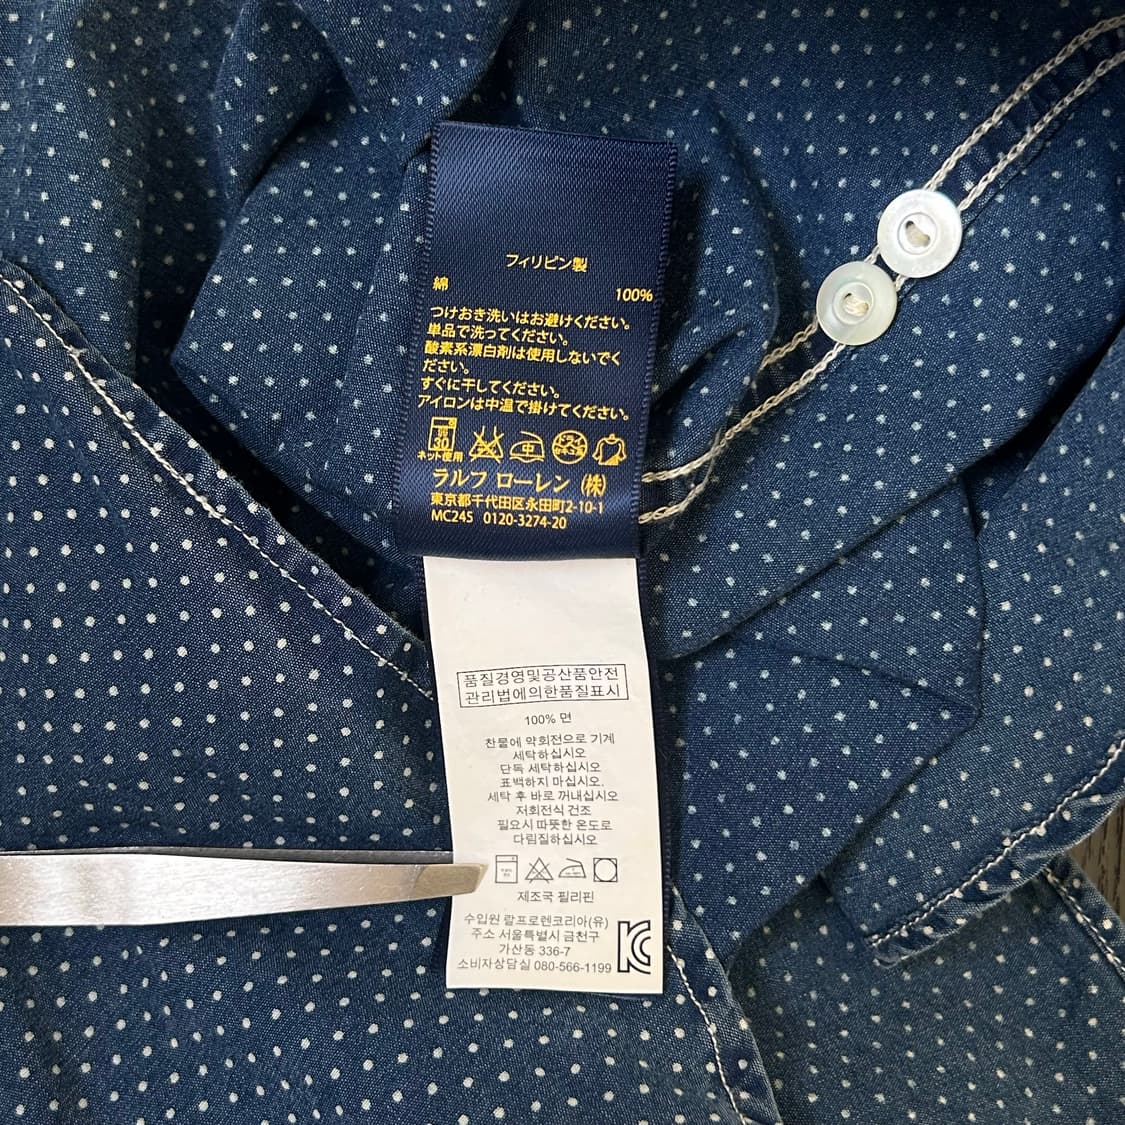 フィリピン製
綿 100%
つけおき洗いはお避けください。
単品で洗ってください。
酸素系漂白剤は使用しないでく
ださい。
すぐに干してください。
アイロンは中温で掛けてください。
30 中 ドライ
ネット使用
ラルフ ローレン (株)
東京都千代田区永田町2-10-1
MC245 0120-3274-20
품질경영및공산품안전
관리법에의한품질표시
100% 면
찬물에 약회전으로 기계
세탁하십시오
단독 세탁하십시오
표백하지 마십시오.
세탁 후 바로 꺼내십시오
저회전식 건조
필요시 따뜻한 온도로
다림질하십시오
제조국 필리핀
수입원 랄프로렌코리아(유)
주소 서울특별시 금천구
가산동 336-7
소비자상담실 080-566-1199